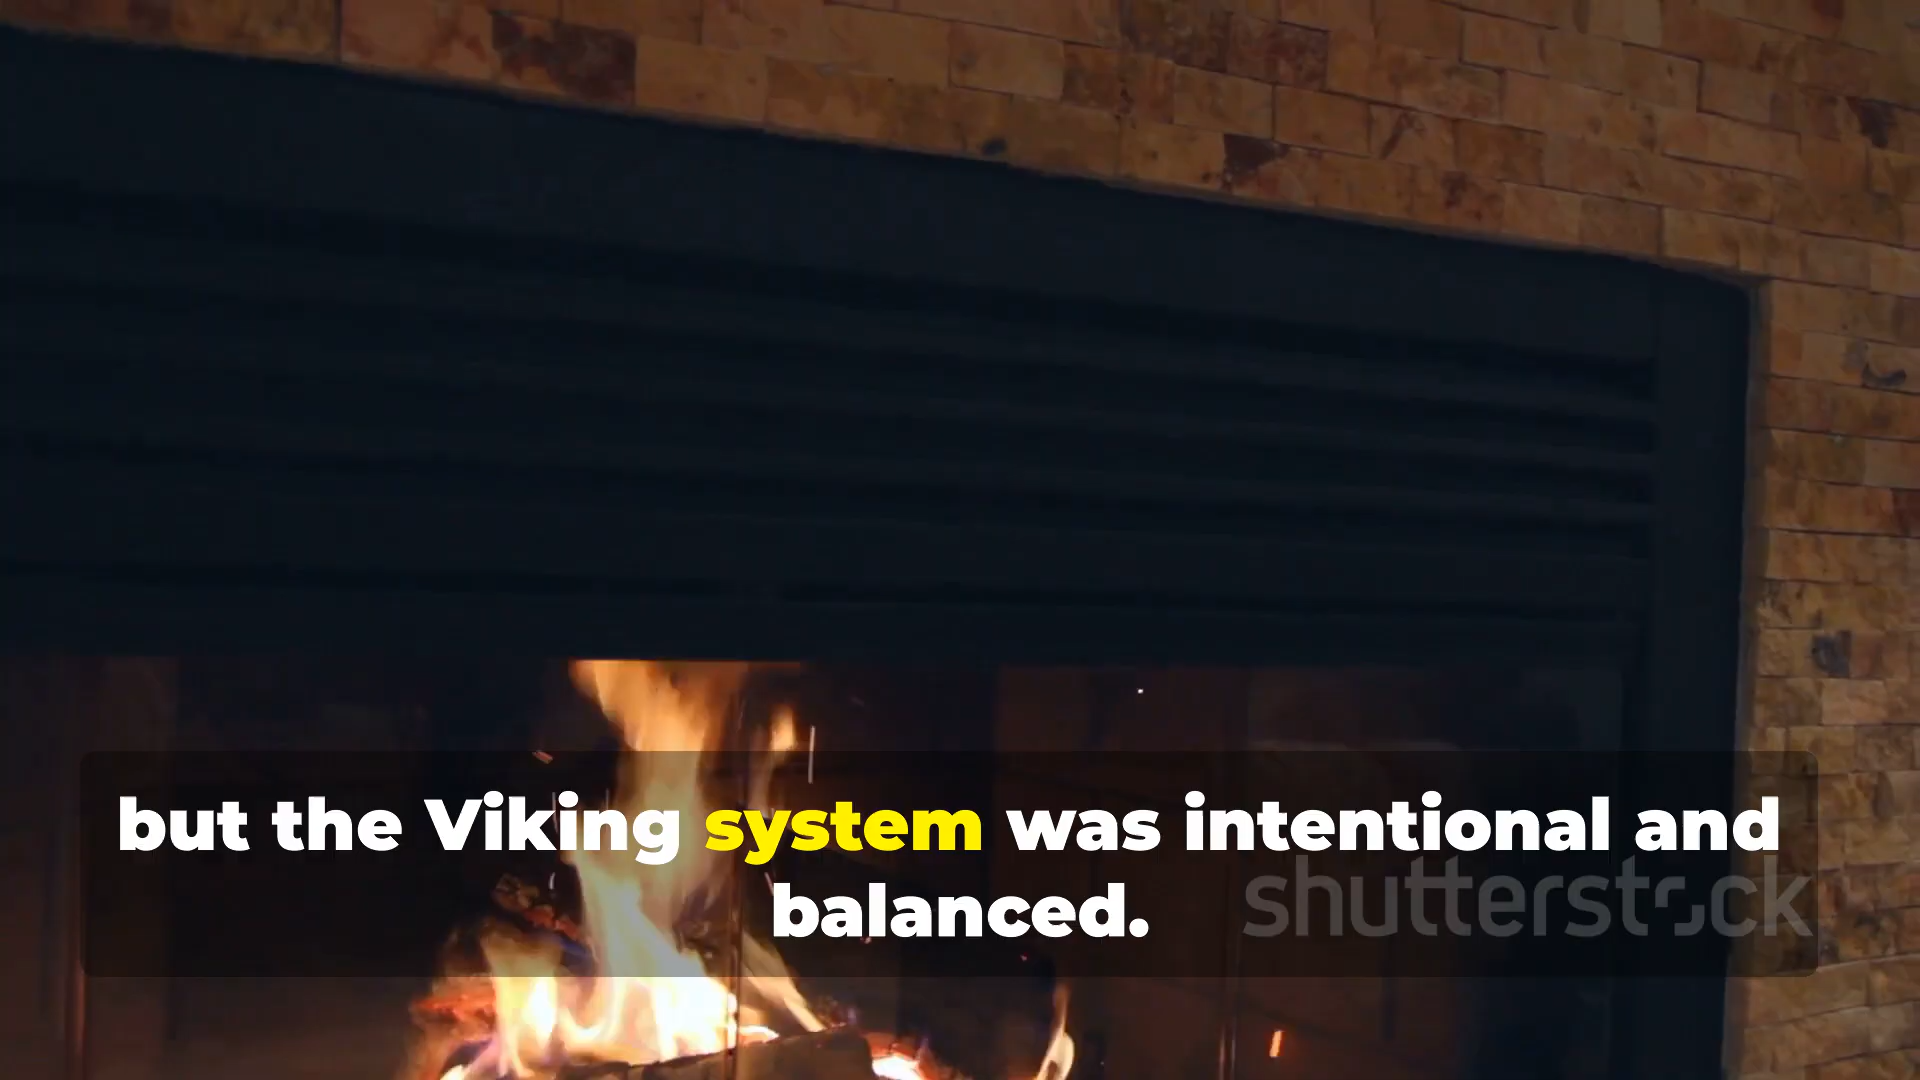 but the Viking system was intentional and
balanced.
shutterstock